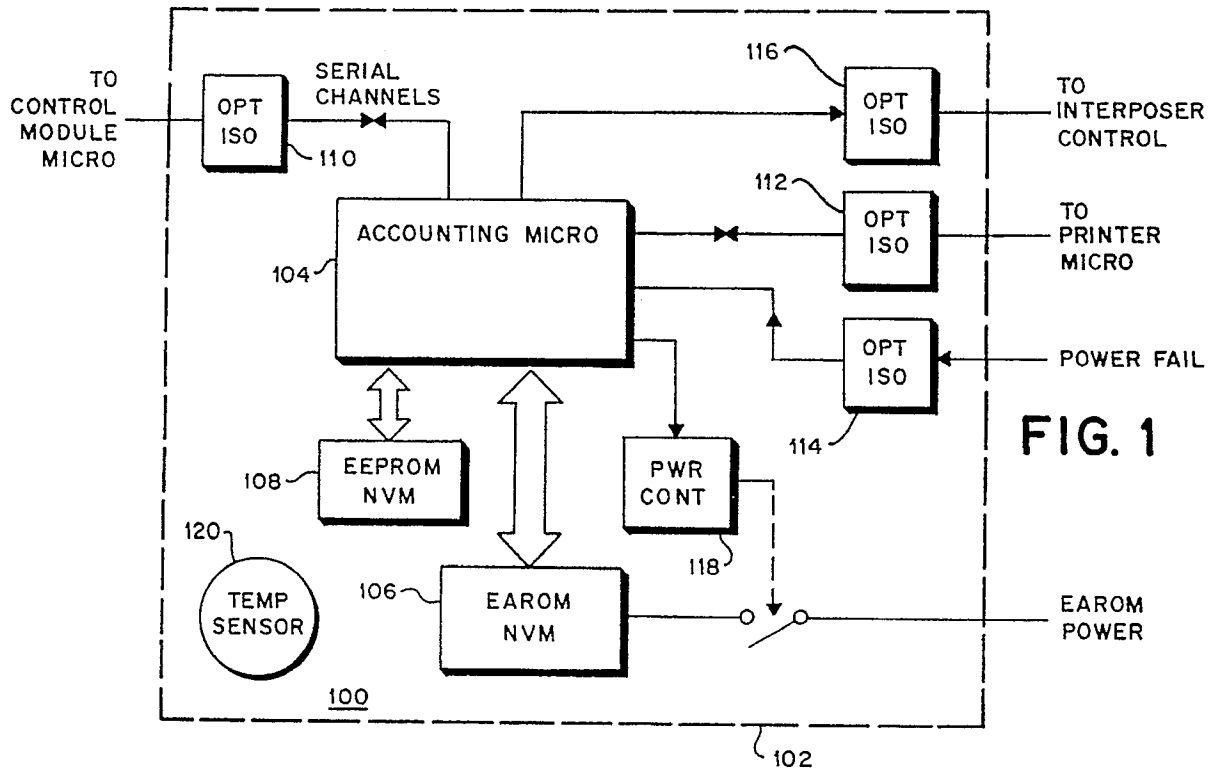 TO
CONTROL
MODULE
MICRO
OPT
ISO
110
SERIAL
CHANNELS
116
OPT
ISO
TO
INTERPOSER
CONTROL
ACCOUNTING MICRO
104
112
OPT
ISO
TO
PRINTER
MICRO
OPT
ISO
114
POWER FAIL
FIG. 1
EEPROM
NVM
108
PWR
CONT
118
120
TEMP
SENSOR
106
EAROM
NVM
EAROM
POWER
100
102